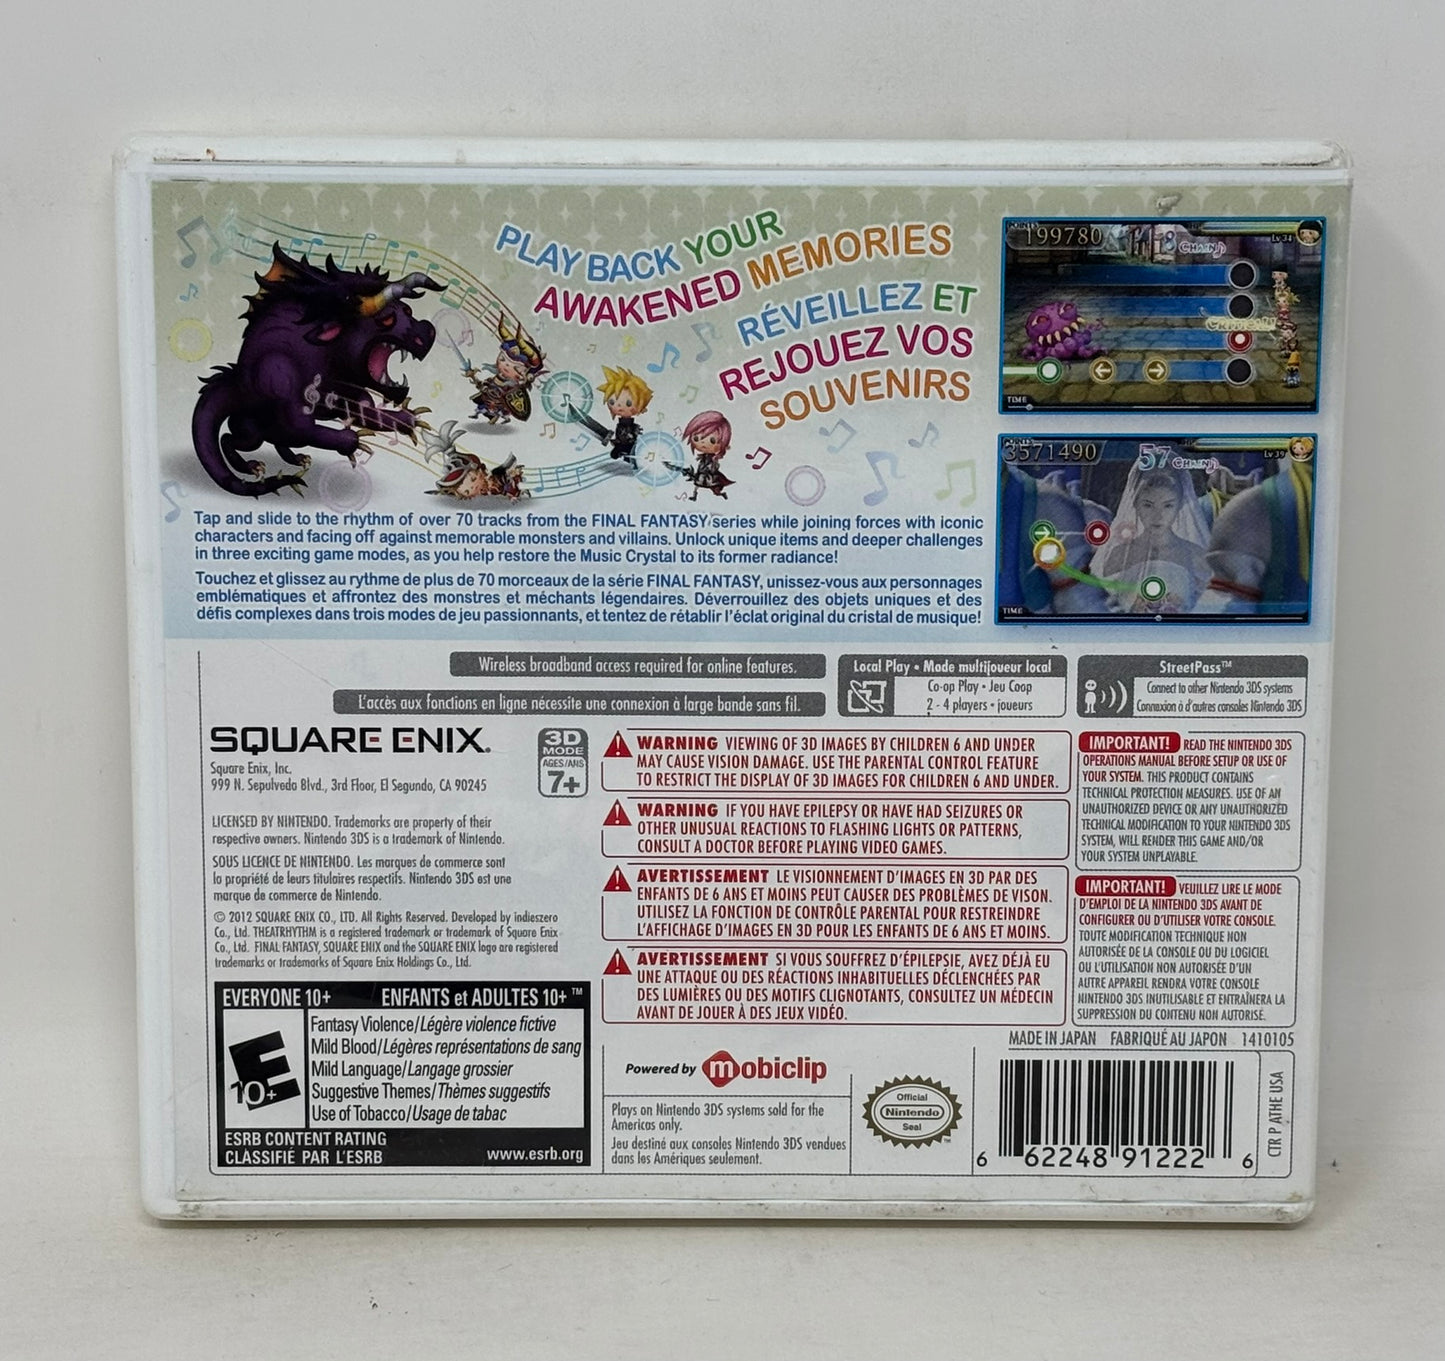 PLAY BACK YOUR
AWAKENED MEMORIES
RÉVEILLEZ ET
REJOUEZ VOS
SOUVENIRS
POINTS
199780
118 CHAIN
Lv 34
TIME
POINTS
3571490
57 CHAIN
Lv 39
TIME
Tap and slide to the rhythm of over 70 tracks from the FINAL FANTASY series while joining forces with iconic
characters and facing off against memorable monsters and villains. Unlock unique items and deeper challenges
in three exciting game modes, as you help restore the Music Crystal to its former radiance!
Touchez et glissez au rythme de plus de 70 morceaux de la série FINAL FANTASY, unissez-vous aux personnages
emblématiques et affrontez des monstres et méchants légendaires. Déverrouillez des objets uniques et des
défis complexes dans trois modes de jeu passionnants, et tentez de rétablir l'éclat original du cristal de musique!
Wireless broadband access required for online features.
L'accès aux fonctions en ligne nécessite une connexion à large bande sans fil.
Local Play • Mode multijoueur local
Co-op Play • Jeu Coop
2 - 4 players • joueurs
StreetPass™
Connect to other Nintendo 3DS systems
Connexion à d'autres consoles Nintendo 3DS
SQUARE ENIX.
Square Enix, Inc.
999 N. Sepulveda Blvd., 3rd Floor, El Segundo, CA 90245
3D
MODE
AGES/ANS
7+
LICENSED BY NINTENDO. Trademarks are property of their
respective owners. Nintendo 3DS is a trademark of Nintendo.
SOUS LICENCE DE NINTENDO. Les marques de commerce sont
la propriété de leurs titulaires respectifs. Nintendo 3DS est une
marque de commerce de Nintendo.
© 2012 SQUARE ENIX CO., LTD. All Rights Reserved. Developed by indieszero
Co., Ltd. THEATRHYTHM is a registered trademark or trademark of Square Enix
Co., Ltd. FINAL FANTASY, SQUARE ENIX and the SQUARE ENIX logo are registered
trademarks or trademarks of Square Enix Holdings Co., Ltd.
WARNING VIEWING OF 3D IMAGES BY CHILDREN 6 AND UNDER
MAY CAUSE VISION DAMAGE. USE THE PARENTAL CONTROL FEATURE
TO RESTRICT THE DISPLAY OF 3D IMAGES FOR CHILDREN 6 AND UNDER.
WARNING IF YOU HAVE EPILEPSY OR HAVE HAD SEIZURES OR
OTHER UNUSUAL REACTIONS TO FLASHING LIGHTS OR PATTERNS,
CONSULT A DOCTOR BEFORE PLAYING VIDEO GAMES.
AVERTISSEMENT LE VISIONNEMENT D'IMAGES EN 3D PAR DES
ENFANTS DE 6 ANS ET MOINS PEUT CAUSER DES PROBLÈMES DE VISON.
UTILISEZ LA FONCTION DE CONTRÔLE PARENTAL POUR RESTREINDRE
L'AFFICHAGE D'IMAGES EN 3D POUR LES ENFANTS DE 6 ANS ET MOINS.
AVERTISSEMENT SI VOUS SOUFFREZ D'ÉPILEPSIE, AVEZ DÉJÀ EU
UNE ATTAQUE OU DES RÉACTIONS INHABITUELLES DÉCLENCHÉES PAR
DES LUMIÈRES OU DES MOTIFS CLIGNOTANTS, CONSULTEZ UN MÉDECIN
AVANT DE JOUER À DES JEUX VIDÉO.
IMPORTANT! READ THE NINTENDO 3DS
OPERATIONS MANUAL BEFORE SETUP OR USE OF
YOUR SYSTEM. THIS PRODUCT CONTAINS
TECHNICAL PROTECTION MEASURES. USE OF AN
UNAUTHORIZED DEVICE OR ANY UNAUTHORIZED
TECHNICAL MODIFICATION TO YOUR NINTENDO 3DS
SYSTEM, WILL RENDER THIS GAME AND/OR
YOUR SYSTEM UNPLAYABLE.
IMPORTANT! VEUILLEZ LIRE LE MODE
D'EMPLOI DE LA NINTENDO 3DS AVANT DE
CONFIGURER OU D'UTILISER VOTRE CONSOLE.
TOUTE MODIFICATION TECHNIQUE NON
AUTORISÉE DE LA CONSOLE OU DU LOGICIEL
OU L'UTILISATION NON AUTORISÉE D'UN
AUTRE APPAREIL RENDRA VOTRE CONSOLE
NINTENDO 3DS INUTILISABLE ET ENTRAÎNERA LA
SUPPRESSION DU CONTENU NON AUTORISÉ.
MADE IN JAPAN FABRIQUÉ AU JAPON 1410105
EVERYONE 10+ ENFANTS et ADULTES 10+ ™
E
10+
Fantasy Violence/Légère violence fictive
Mild Blood/Légères représentations de sang
Mild Language/Langage grossier
Suggestive Themes/Thèmes suggestifs
Use of Tobacco/Usage de tabac
ESRB CONTENT RATING
CLASSIFIÉ PAR L'ESRB
www.esrb.org
Powered by mobiclip
Plays on Nintendo 3DS systems sold for the
Americas only.
Jeu destiné aux consoles Nintendo 3DS vendues
dans les Amériques seulement.
Official
Nintendo
Seal
6 62248 91222 6
CTR P ATHE USA